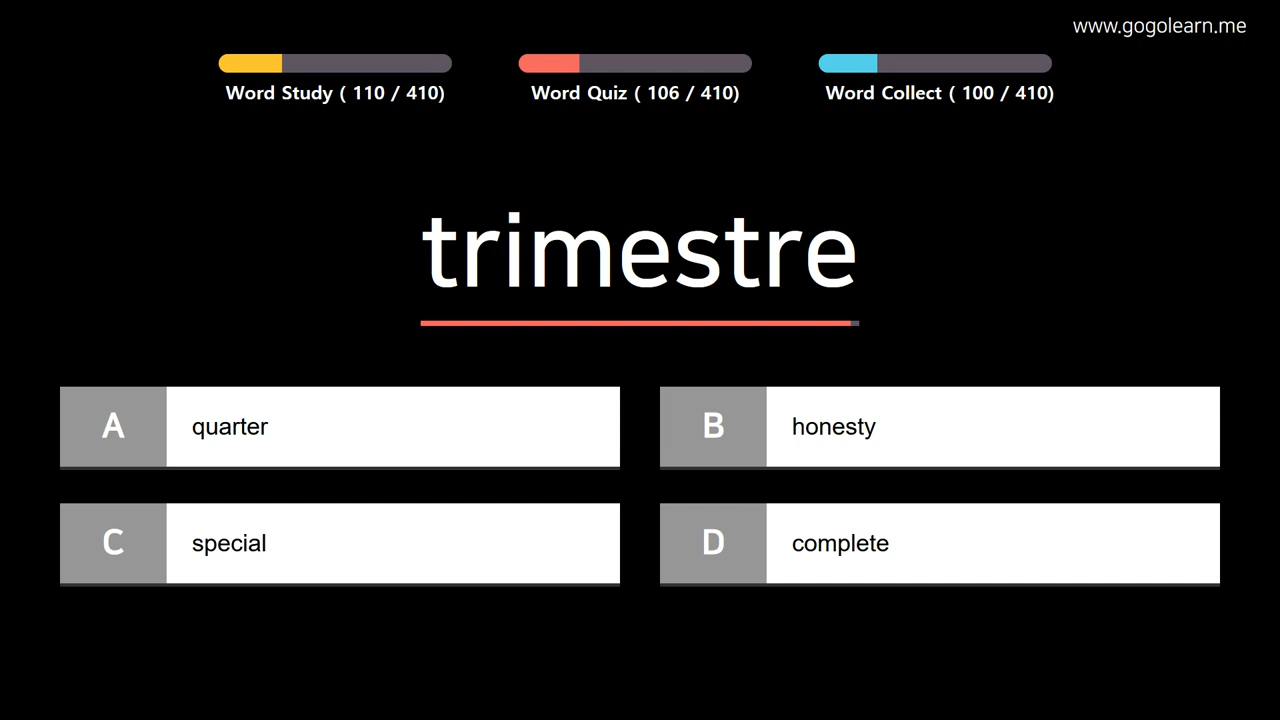 www.gogolearn.me
Word Study ( 110 / 410)
Word Quiz ( 106 / 410)
Word Collect ( 100 / 410)
trimestre
A quarter
B honesty
C special
D complete